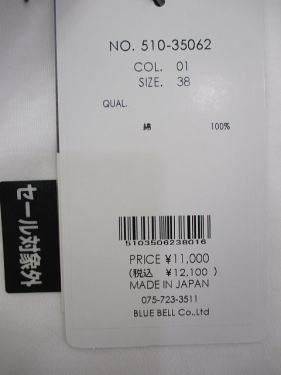 NO. 510-35062
COL. 01
SIZE. 38
QUAL.
綿 100%
5103506238016
PRICE ¥11,000
(税込 ¥12,100 )
MADE IN JAPAN
075-723-3511
BLUE BELL Co.,Ltd
セール対象外